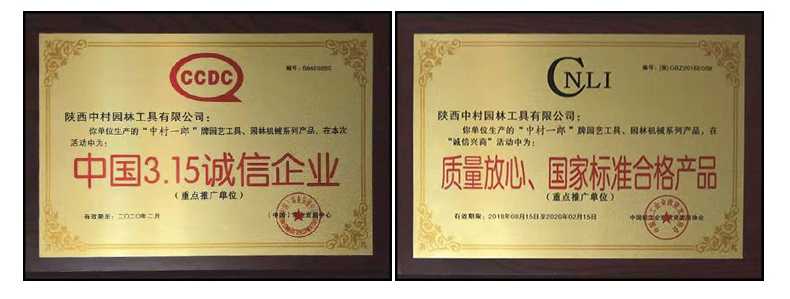 CCDC
陕西中村园林工具有限公司：
你单位生产的“中村一郎”牌园艺工具、园林机械系列产品，在本次
活动中为：
中国3.15诚信企业
（重点推广单位）
有效期至：二〇二〇年二月
CNLI
陕西中村园林工具有限公司：
你单位生产的“中村一郎”牌园艺工具、园林机械系列产品，在
“诚信兴商”活动中为：
质量放心、国家标准合格产品
（重点推广单位）
有效期限：2018年08月15日至2020年02月15日